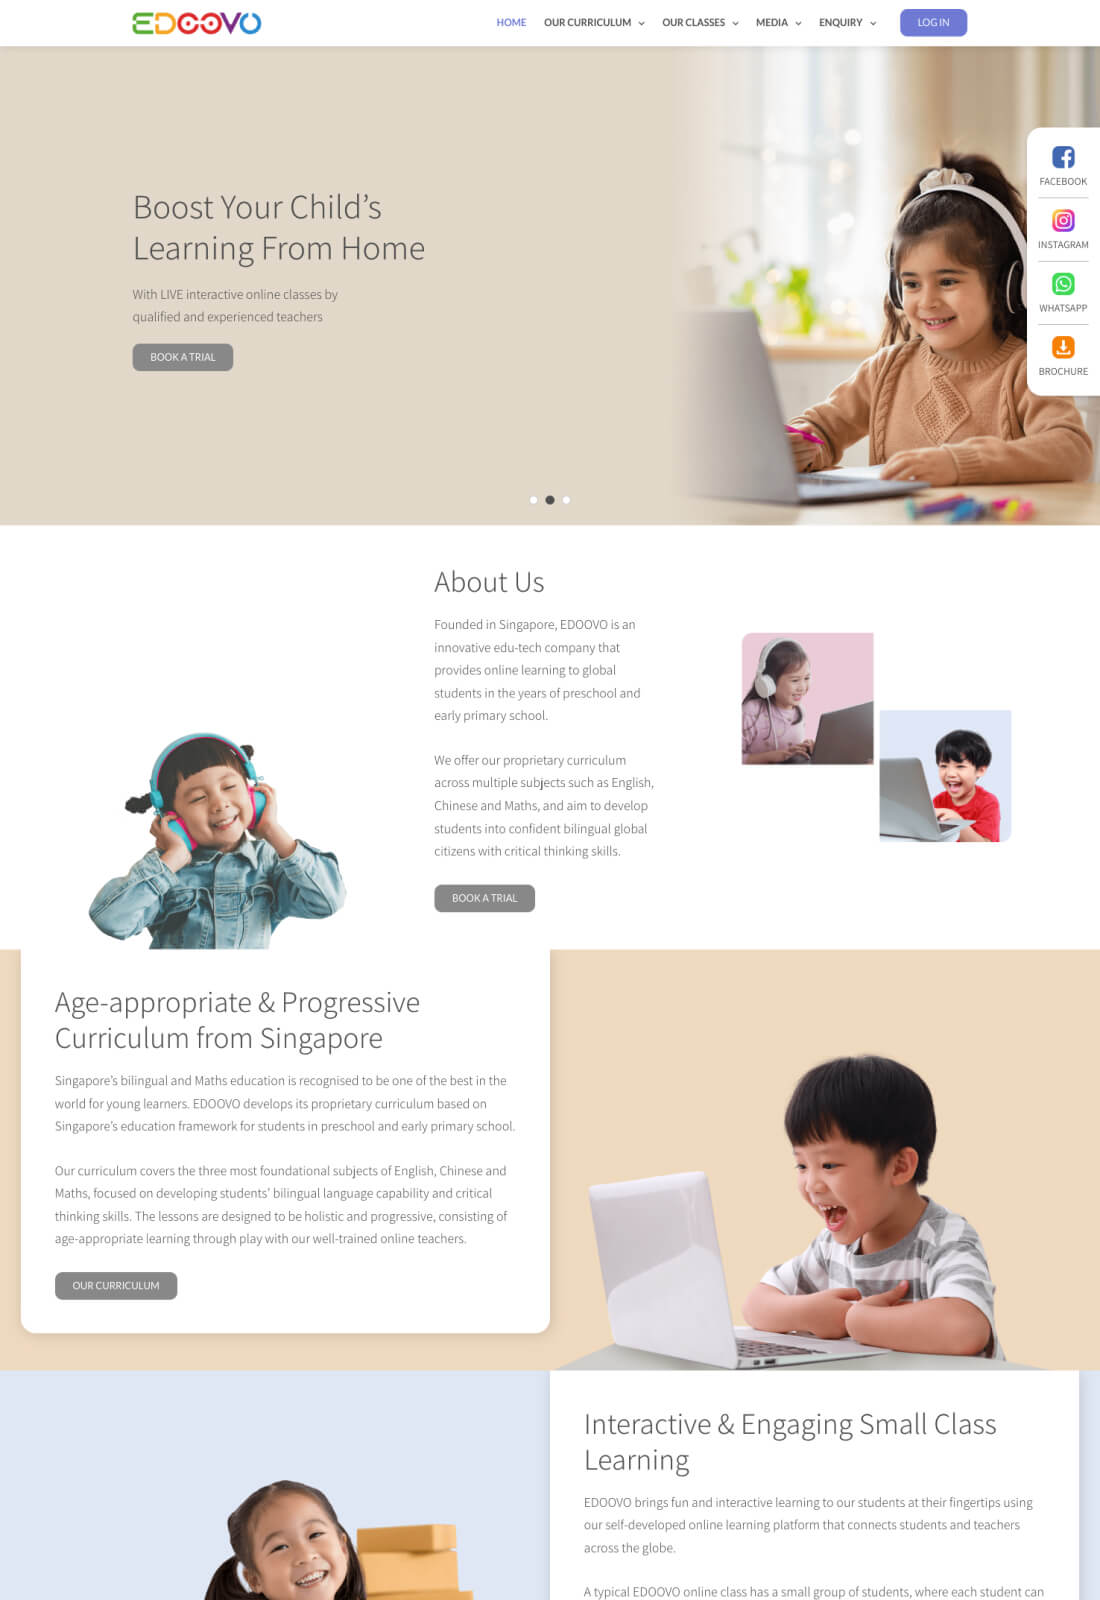 EDOOVO
HOME OUR CURRICULUM OUR CLASSES MEDIA ENQUIRY LOG IN
Boost Your Child’s
Learning From Home
With LIVE interactive online classes by
qualified and experienced teachers
BOOK A TRIAL
FACEBOOK
INSTAGRAM
WHATSAPP
BROCHURE
About Us
Founded in Singapore, EDOOVO is an
innovative edu-tech company that
provides online learning to global
students in the years of preschool and
early primary school.
We offer our proprietary curriculum
across multiple subjects such as English,
Chinese and Maths, and aim to develop
students into confident bilingual global
citizens with critical thinking skills.
BOOK A TRIAL
Age-appropriate & Progressive
Curriculum from Singapore
Singapore’s bilingual and Maths education is recognised to be one of the best in the
world for young learners. EDOOVO develops its proprietary curriculum based on
Singapore’s education framework for students in preschool and early primary school.
Our curriculum covers the three most foundational subjects of English, Chinese and
Maths, focused on developing students’ bilingual language capability and critical
thinking skills. The lessons are designed to be holistic and progressive, consisting of
age-appropriate learning through play with our well-trained online teachers.
OUR CURRICULUM
Interactive & Engaging Small Class
Learning
EDOOVO brings fun and interactive learning to our students at their fingertips using
our self-developed online learning platform that connects students and teachers
across the globe.
A typical EDOOVO online class has a small group of students, where each student can